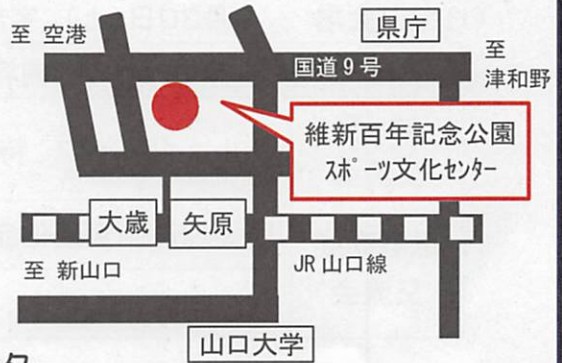 県庁
至 空港
至
津和野
国道9号
維新百年記念公園
スポーツ文化センター
大歳
矢原
至 新山口
JR山口線
山口大学